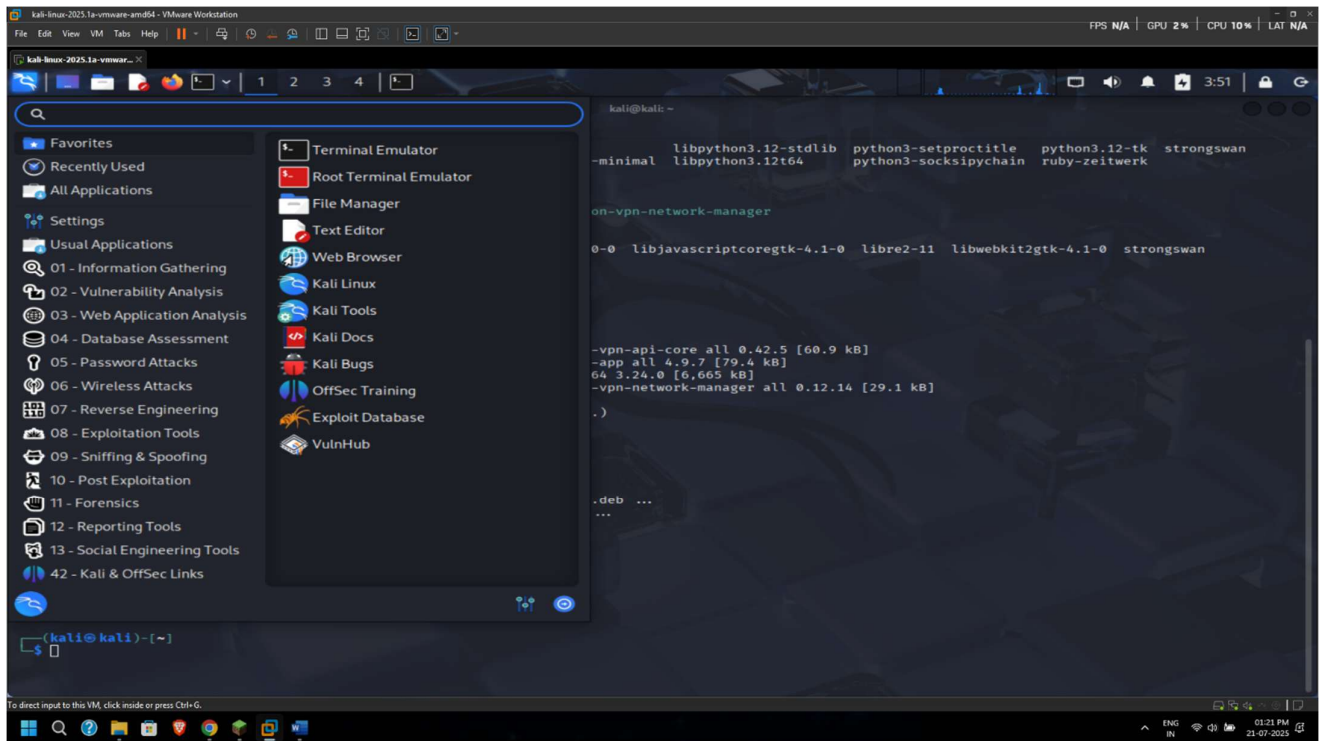 kali-linux-2025.1a-vmware-amd64 - VMware Workstation
File Edit View VM Tabs Help
FPS N/A | GPU 2% | CPU 10% | LAT N/A
kali-linux-2025.1a-vmwar...
1 2 3 4
3:51
kali@kali: ~
Favorites
Recently Used
All Applications
Settings
Usual Applications
01 - Information Gathering
02 - Vulnerability Analysis
03 - Web Application Analysis
04 - Database Assessment
05 - Password Attacks
06 - Wireless Attacks
07 - Reverse Engineering
08 - Exploitation Tools
09 - Sniffing & Spoofing
10 - Post Exploitation
11 - Forensics
12 - Reporting Tools
13 - Social Engineering Tools
42 - Kali & OffSec Links
Terminal Emulator
Root Terminal Emulator
File Manager
Text Editor
Web Browser
Kali Linux
Kali Tools
Kali Docs
Kali Bugs
OffSec Training
Exploit Database
VulnHub
libpython3.12-stdlib python3-setproctitle python3.12-tk strongswan
-minimal libpython3.12t64 python3-socksipychain ruby-zeitwerk
on-vpn-network-manager
0-0 libjavascriptcoregtk-4.1-0 libre2-11 libwebkit2gtk-4.1-0 strongswan
-vpn-api-core all 0.42.5 [60.9 kB]
-app all 4.9.7 [79.4 kB]
64 3.24.0 [6,665 kB]
-vpn-network-manager all 0.12.14 [29.1 kB]
.)
.deb ...
...
(kali㉿kali)-[~]
$
To direct input to this VM, click inside or press Ctrl+G.
ENG
IN
01:21 PM
21-07-2025